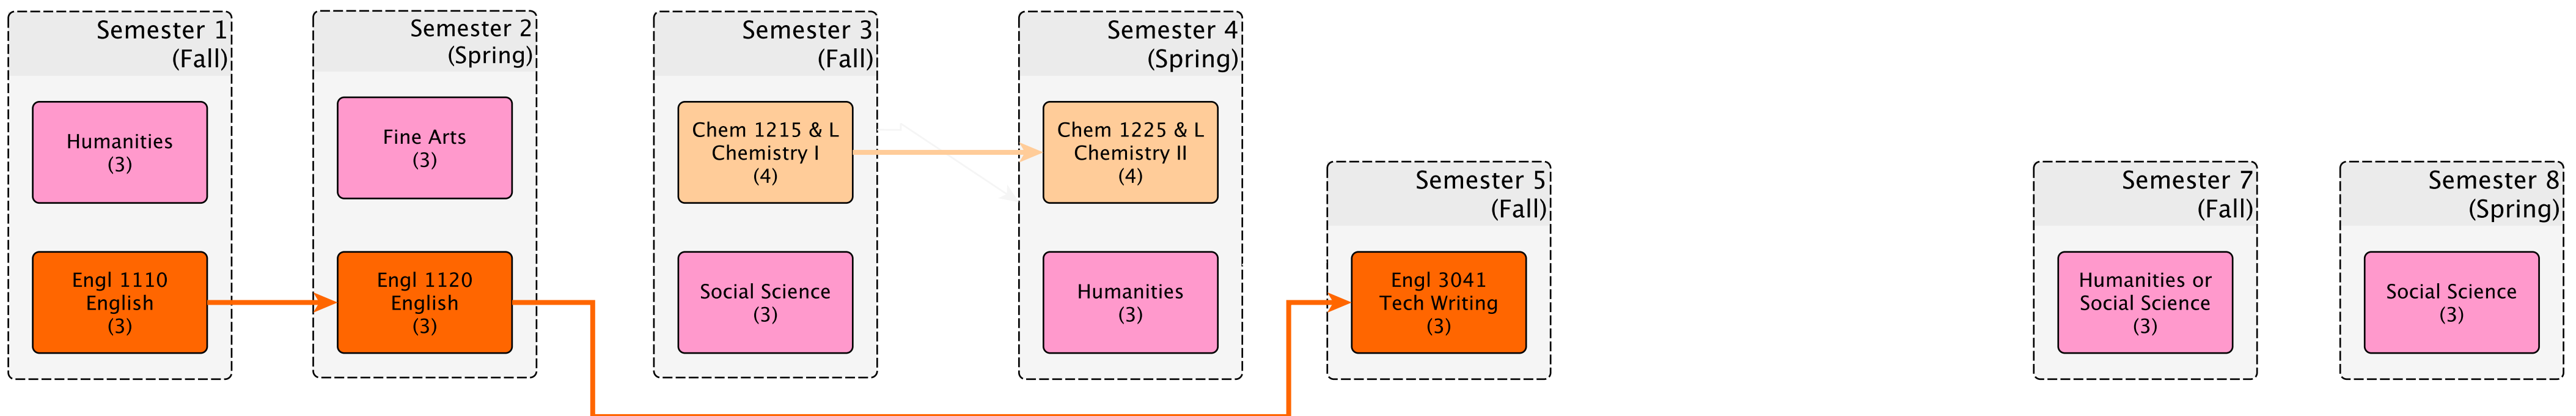 Semester 1
(Fall)
Humanities
(3)
Engl 1110
English
(3)
Semester 2
(Spring)
Fine Arts
(3)
Engl 1120
English
(3)
Semester 3
(Fall)
Chem 1215 & L
Chemistry I
(4)
Social Science
(3)
Semester 4
(Spring)
Chem 1225 & L
Chemistry II
(4)
Humanities
(3)
Semester 5
(Fall)
Engl 3041
Tech Writing
(3)
Semester 7
(Fall)
Humanities or
Social Science
(3)
Semester 8
(Spring)
Social Science
(3)